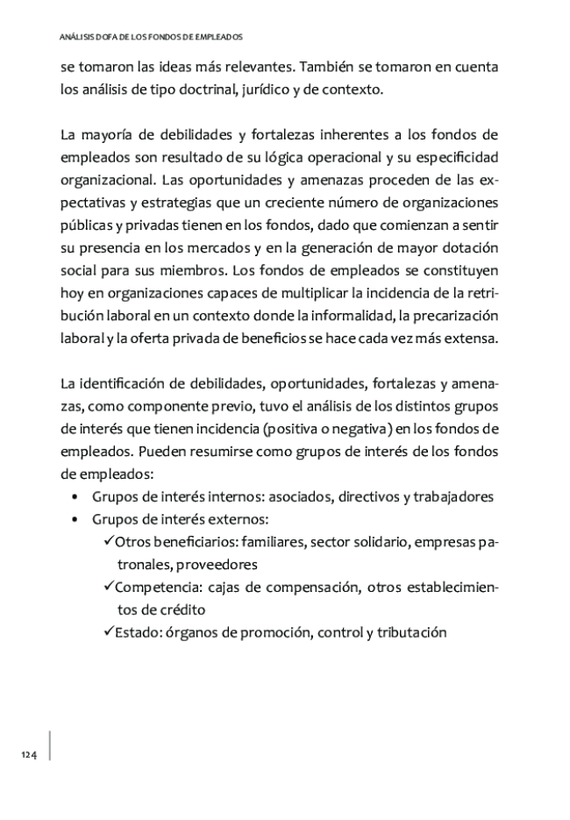 ANÁLISIS DOFA DE LOS FONDOS DE EMPLEADOS
se tomaron las ideas más relevantes. También se tomaron en cuenta
los análisis de tipo doctrinal, jurídico y de contexto.
La mayoría de debilidades y fortalezas inherentes a los fondos de
empleados son resultado de su lógica operacional y su especificidad
organizacional. Las oportunidades y amenazas proceden de las ex-
pectativas y estrategias que un creciente número de organizaciones
públicas y privadas tienen en los fondos, dado que comienzan a sentir
su presencia en los mercados y en la generación de mayor dotación
social para sus miembros. Los fondos de empleados se constituyen
hoy en organizaciones capaces de multiplicar la incidencia de la retri-
bución laboral en un contexto donde la informalidad, la precarización
laboral y la oferta privada de beneficios se hace cada vez más extensa.
La identificación de debilidades, oportunidades, fortalezas y amena-
zas, como componente previo, tuvo el análisis de los distintos grupos
de interés que tienen incidencia (positiva o negativa) en los fondos de
empleados. Pueden resumirse como grupos de interés de los fondos
de empleados:
• Grupos de interés internos: asociados, directivos y trabajadores
• Grupos de interés externos:
✓Otros beneficiarios: familiares, sector solidario, empresas pa-
tronales, proveedores
✓Competencia: cajas de compensación, otros establecimien-
tos de crédito
✓Estado: órganos de promoción, control y tributación
124